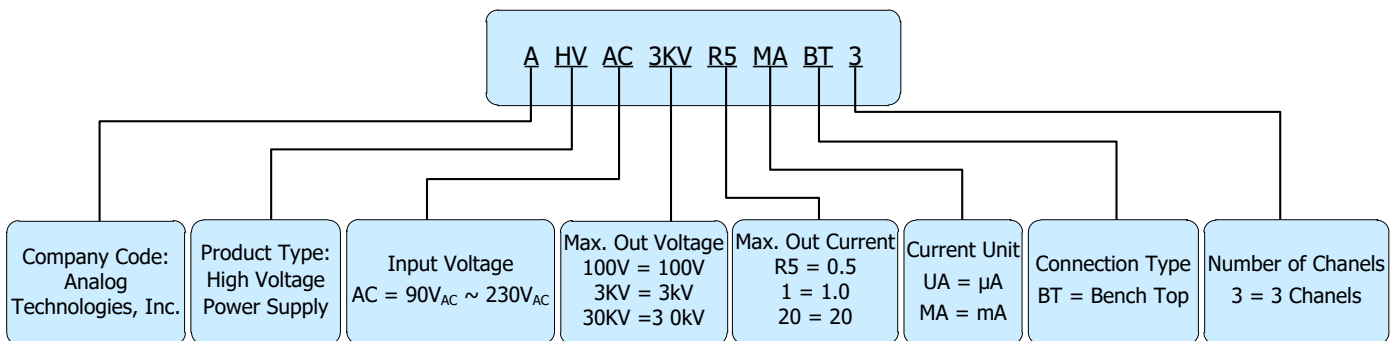 A HV AC 3KV R5 MA BT 3
Company Code:
Analog
Technologies, Inc.
Product Type:
High Voltage
Power Supply
Input Voltage
AC = 90VAC ~ 230VAC
Max. Out Voltage
100V = 100V
3KV = 3kV
30KV =3 0kV
Max. Out Current
R5 = 0.5
1 = 1.0
20 = 20
Current Unit
UA = µA
MA = mA
Connection Type
BT = Bench Top
Number of Chanels
3 = 3 Chanels